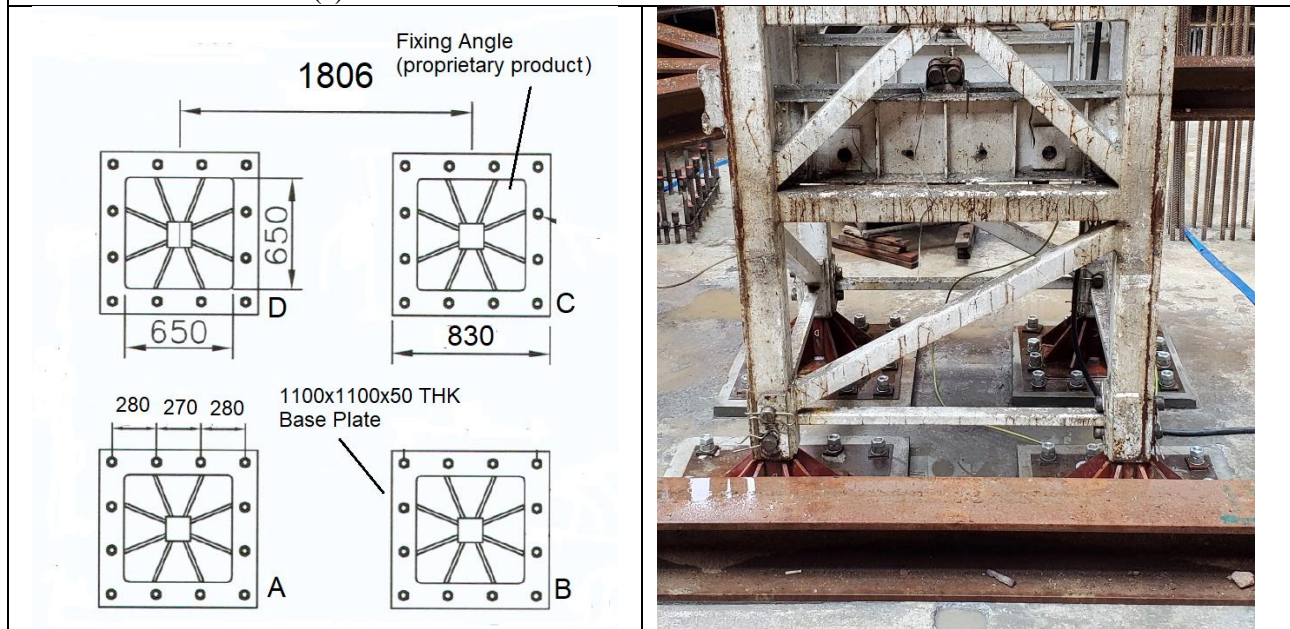 Fixing Angle
(proprietary product)
1806
650
D
C
650
830
1100x1100x50 THK
Base Plate
280 270 280
A
B